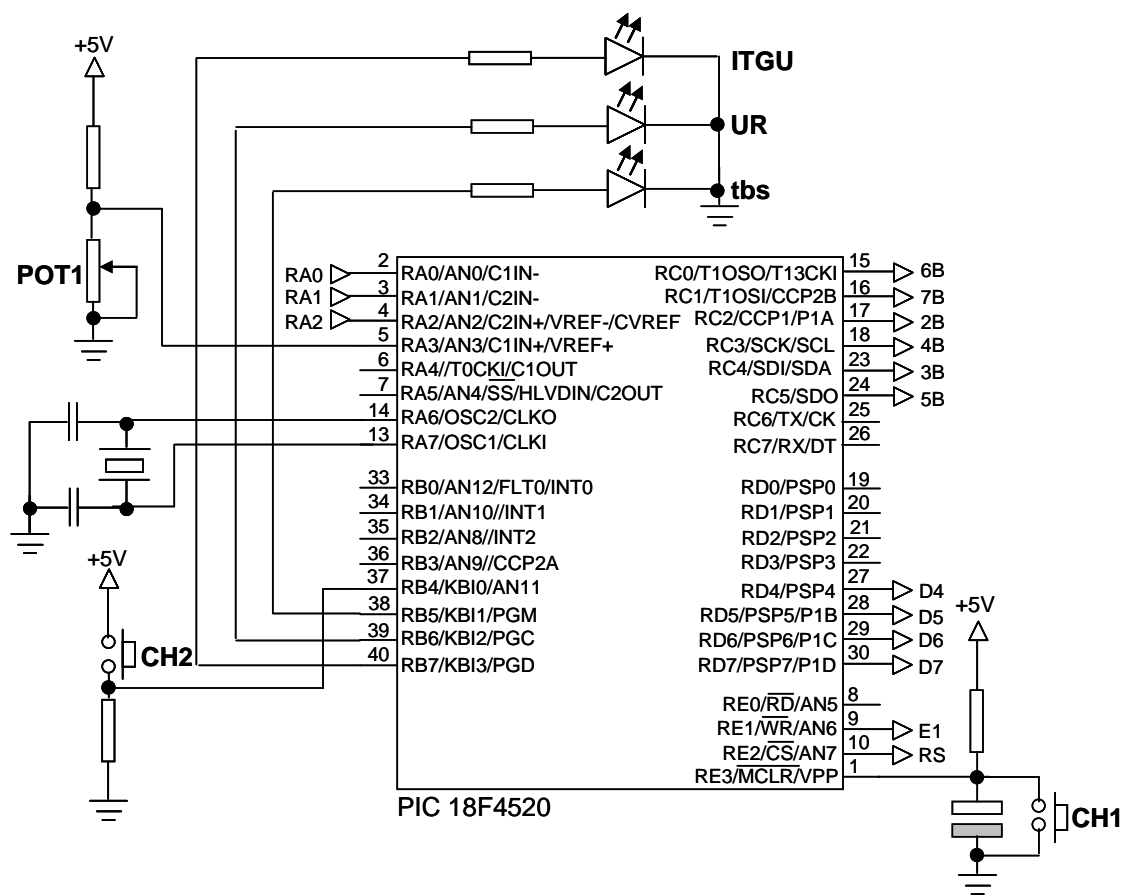 +5V
ITGU
UR
tbs
POT1
RA0
RA1
RA2
2 RA0/AN0/C1IN-
3 RA1/AN1/C2IN-
4 RA2/AN2/C2IN+/VREF-/CVREF
5 RA3/AN3/C1IN+/VREF+
6 RA4//T0CKI/C1OUT
7 RA5/AN4/SS/HLVDIN/C2OUT
14 RA6/OSC2/CLKO
13 RA7/OSC1/CLKI
33 RB0/AN12/FLT0/INT0
34 RB1/AN10//INT1
35 RB2/AN8//INT2
36 RB3/AN9//CCP2A
37 RB4/KBI0/AN11
38 RB5/KBI1/PGM
39 RB6/KBI2/PGC
40 RB7/KBI3/PGD
RC0/T1OSO/T13CKI 15 6B
RC1/T1OSI/CCP2B 16 7B
RC2/CCP1/P1A 17 2B
RC3/SCK/SCL 18 4B
RC4/SDI/SDA 23 3B
RC5/SDO 24 5B
RC6/TX/CK 25
RC7/RX/DT 26
RD0/PSP0 19
RD1/PSP1 20
RD2/PSP2 21
RD3/PSP3 22
RD4/PSP4 27 D4
RD5/PSP5/P1B 28 D5
RD6/PSP6/P1C 29 D6
RD7/PSP7/P1D 30 D7
RE0/RD/AN5 8
RE1/WR/AN6 9 E1
RE2/CS/AN7 10 RS
RE3/MCLR/VPP 1
+5V
CH2
+5V
CH1
PIC 18F4520